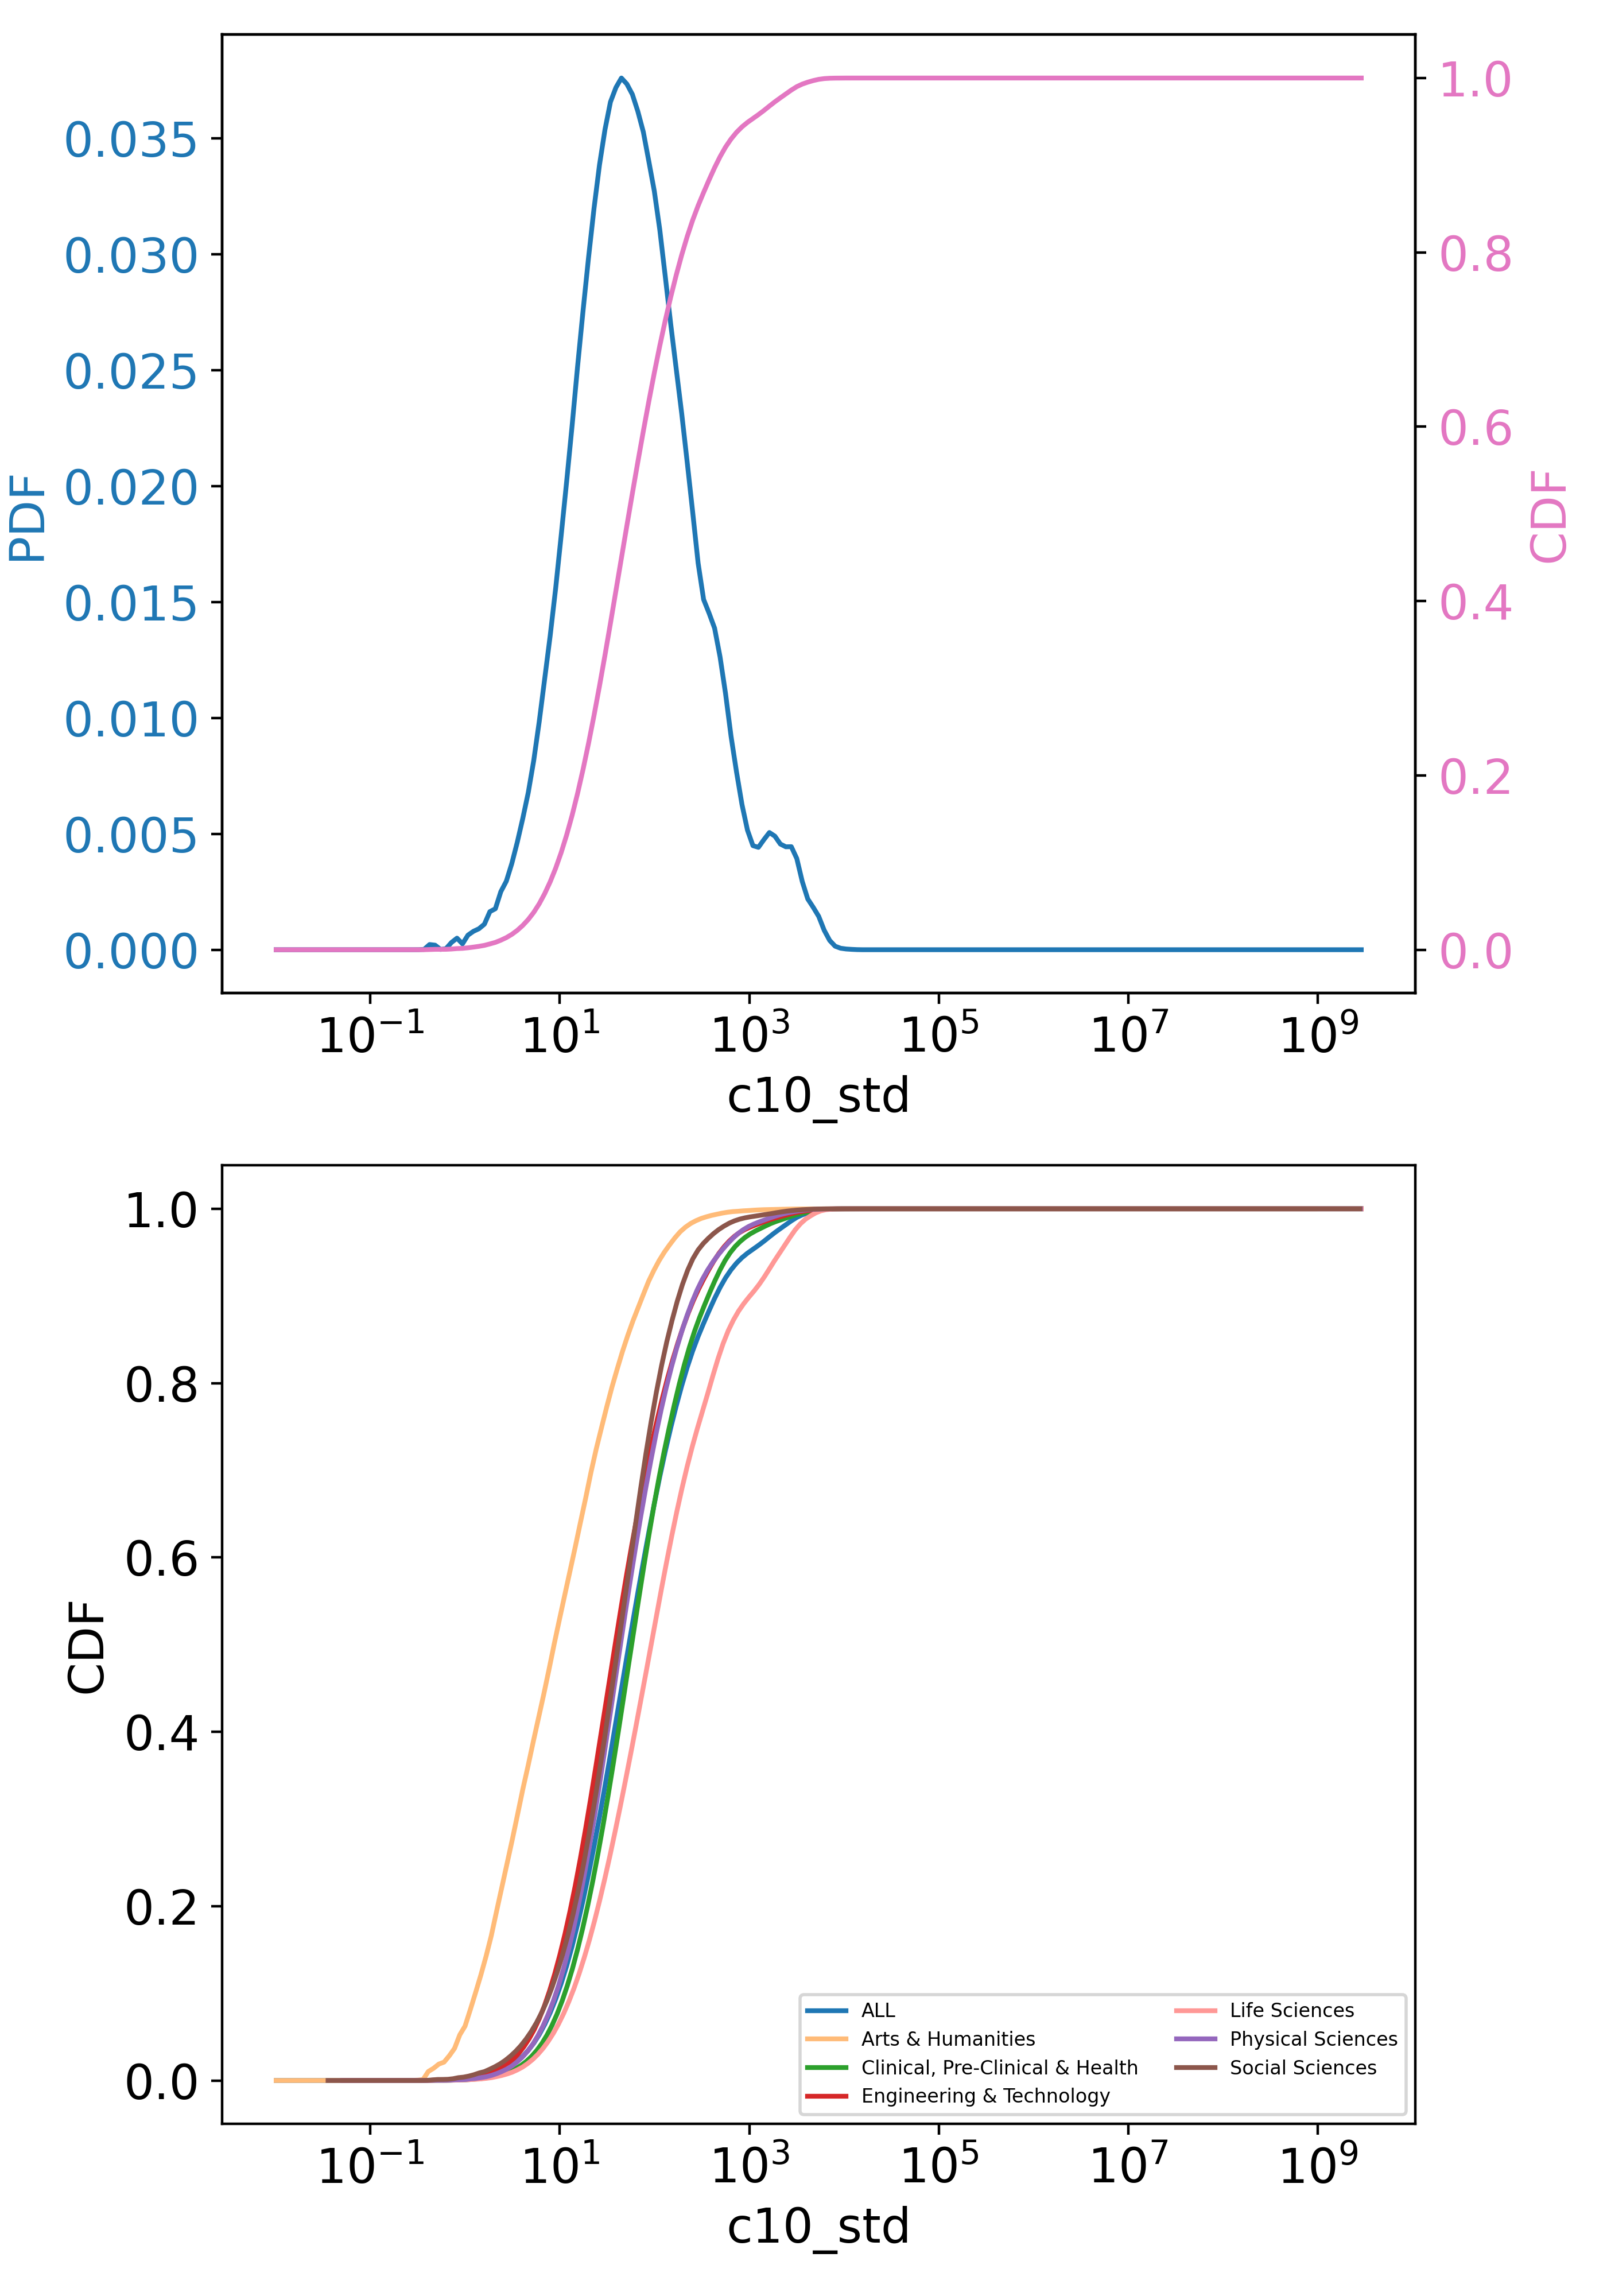 PDF
0.035
0.030
0.025
0.020
0.015
0.010
0.005
0.000
1.0
0.8
0.6
0.4
0.2
0.0
CDF
10⁻¹ 10¹ 10³ 10⁵ 10⁷ 10⁹
c10_std
CDF
1.0
0.8
0.6
0.4
0.2
0.0
ALL
Arts & Humanities
Clinical, Pre-Clinical & Health
Engineering & Technology
Life Sciences
Physical Sciences
Social Sciences
10⁻¹ 10¹ 10³ 10⁵ 10⁷ 10⁹
c10_std